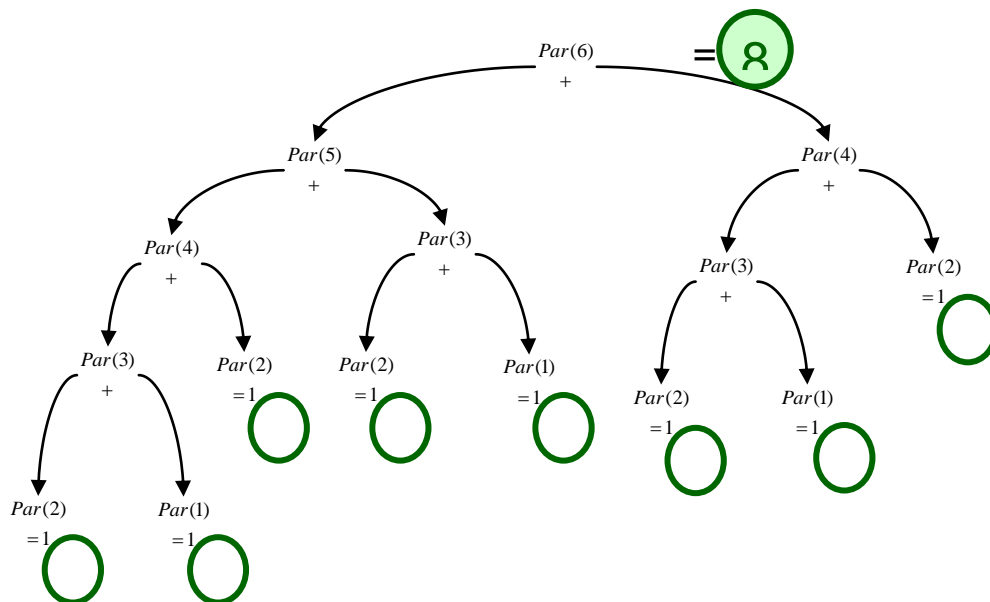 Par(6) = 8
+
Par(5) Par(4)
+ +
Par(4) Par(3) Par(3) Par(2)
+ + + =1
Par(3) Par(2) Par(2) Par(1) Par(2) Par(1)
+ =1 =1 =1 =1 =1
Par(2) Par(1)
=1 =1